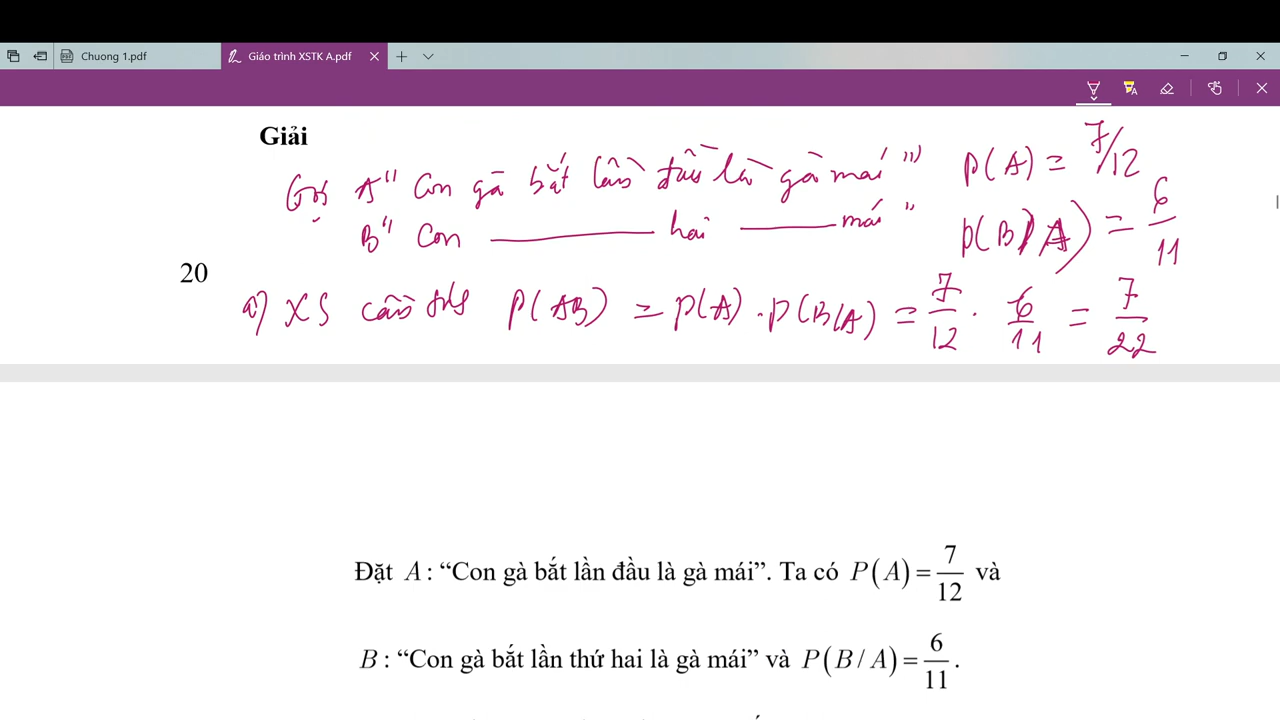 Chuong 1.pdf
Giáo trình XSTK A.pdf
Giải
Gọi A " Con gà bắt lần đầu là gà mái " P(A) = 7/12
B " Con ——— hai ——— mái " P(B/A) = 6/11
20
a) XS cần tìm P(AB) = P(A) . P(B/A) = 7/12 . 6/11 = 7/22
Đặt A : “Con gà bắt lần đầu là gà mái”. Ta có P(A) = 7/12 và
B : “Con gà bắt lần thứ hai là gà mái” và P(B / A) = 6/11 .